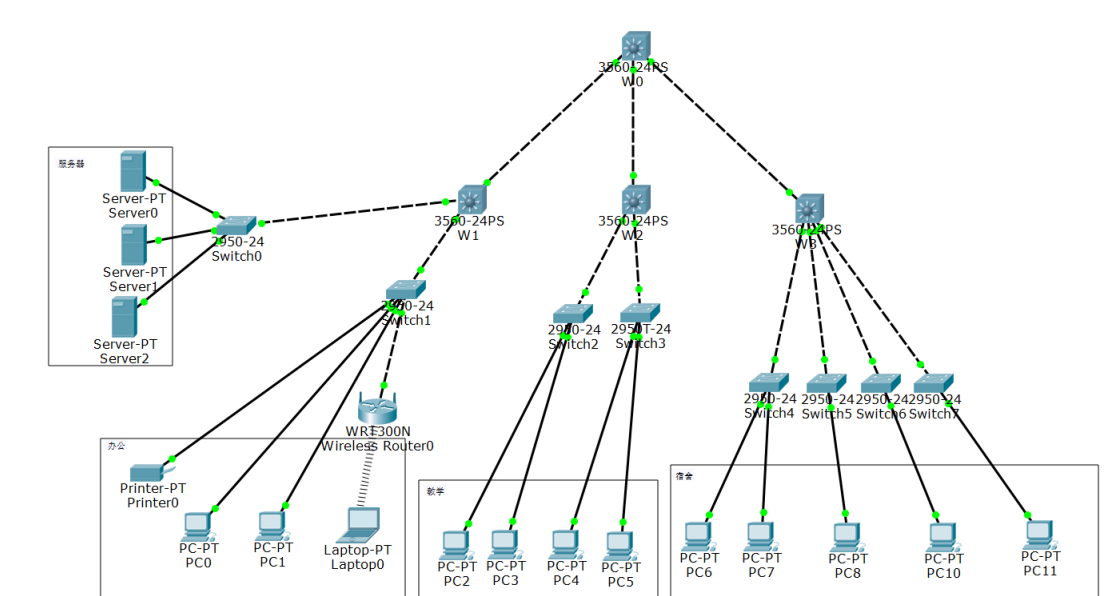 3560-24PS
W0
服务器
Server-PT
Server0
2950-24
Switch0
Server-PT
Server1
Server-PT
Server2
3560-24PS
W1
3560-24PS
W2
3560-24PS
W3
2950-24
Switch1
2950-24
Switch2
2950T-24
Switch3
2950-24
Switch4
2950-24
Switch5
2950-24
Switch6
2950-24
Switch7
WRT300N
Wireless Router0
办公
Printer-PT
Printer0
PC-PT
PC0
PC-PT
PC1
Laptop-PT
Laptop0
教学
PC-PT
PC2
PC-PT
PC3
PC-PT
PC4
PC-PT
PC5
宿舍
PC-PT
PC6
PC-PT
PC7
PC-PT
PC8
PC-PT
PC10
PC-PT
PC11